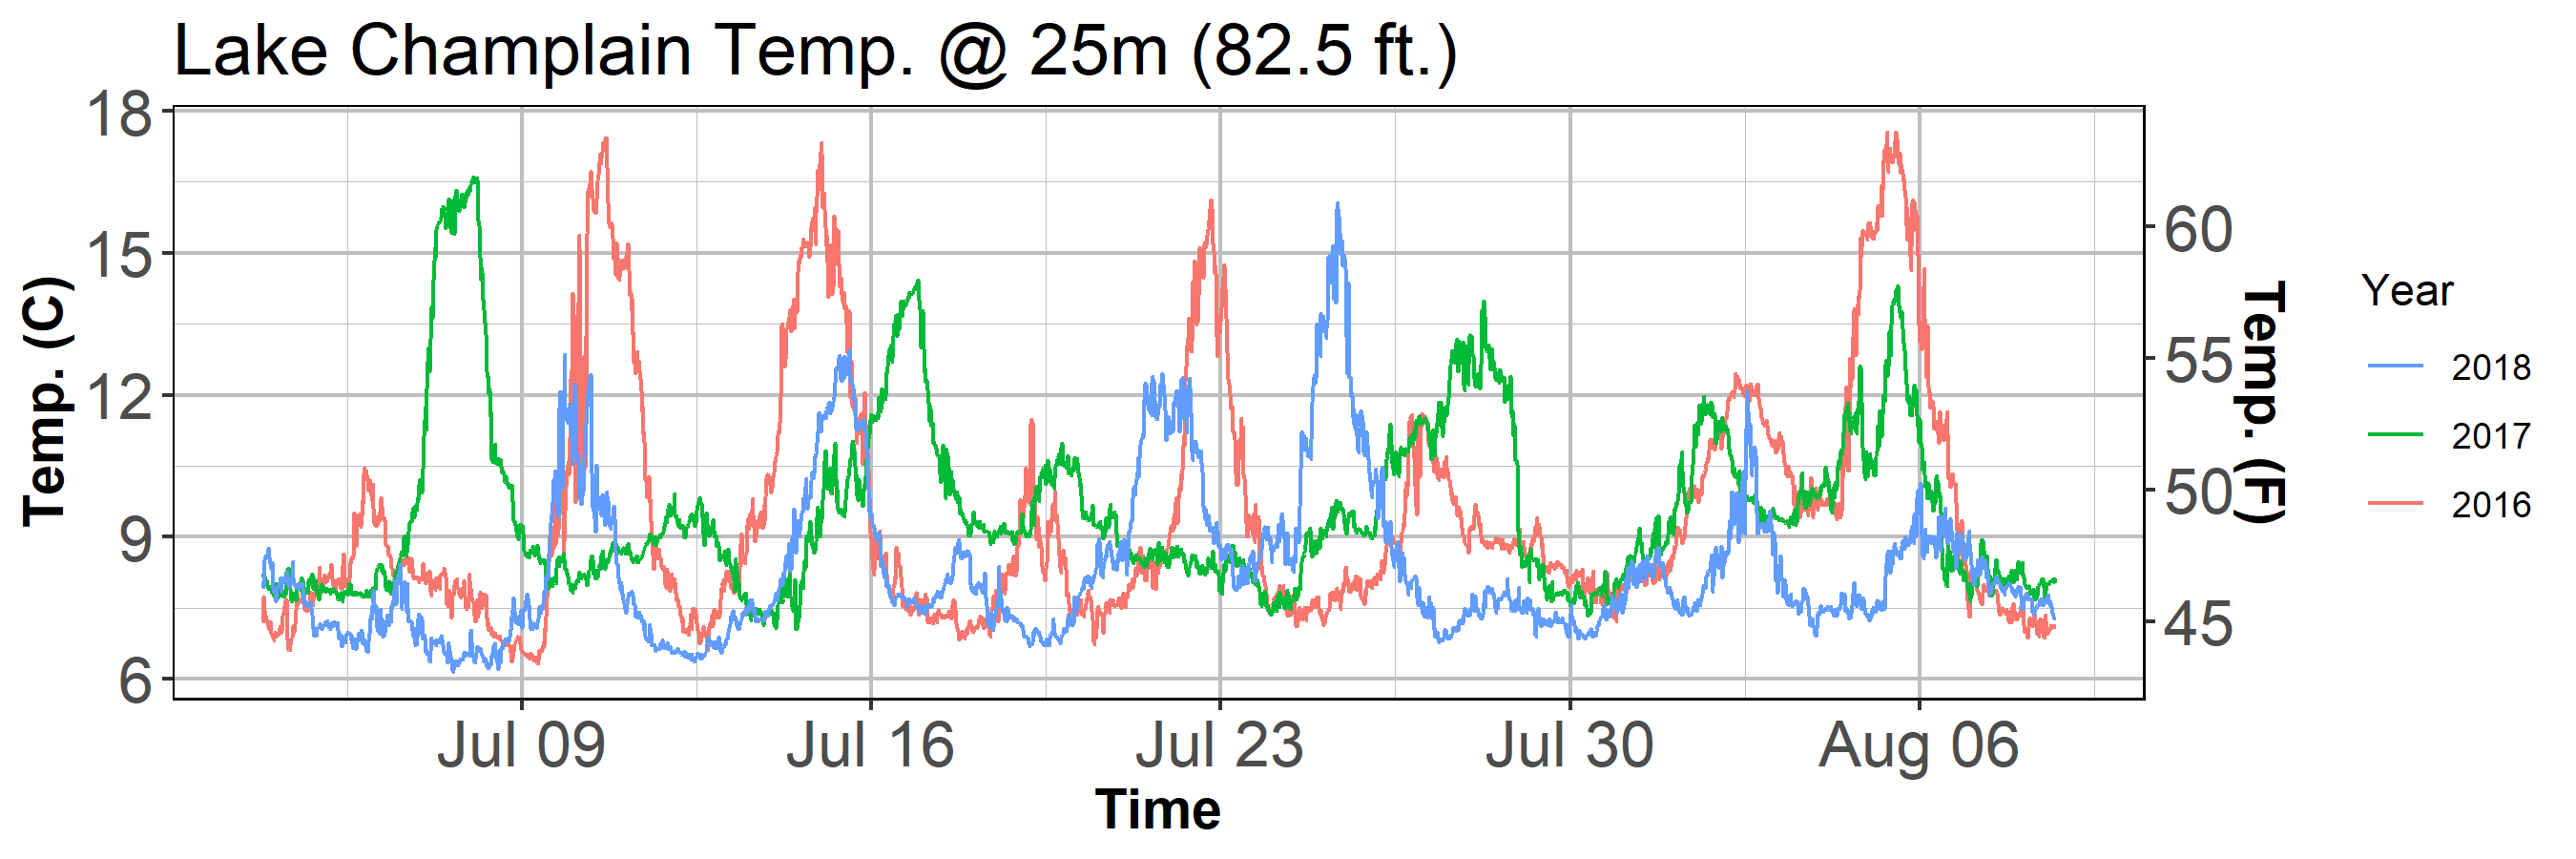 Lake Champlain Temp. @ 25m (82.5 ft.)
18
15
12
9
6
Temp. (C)
60
55
50
45
Temp. (F)
Jul 09
Jul 16
Jul 23
Jul 30
Aug 06
Time
Year
2018
2017
2016